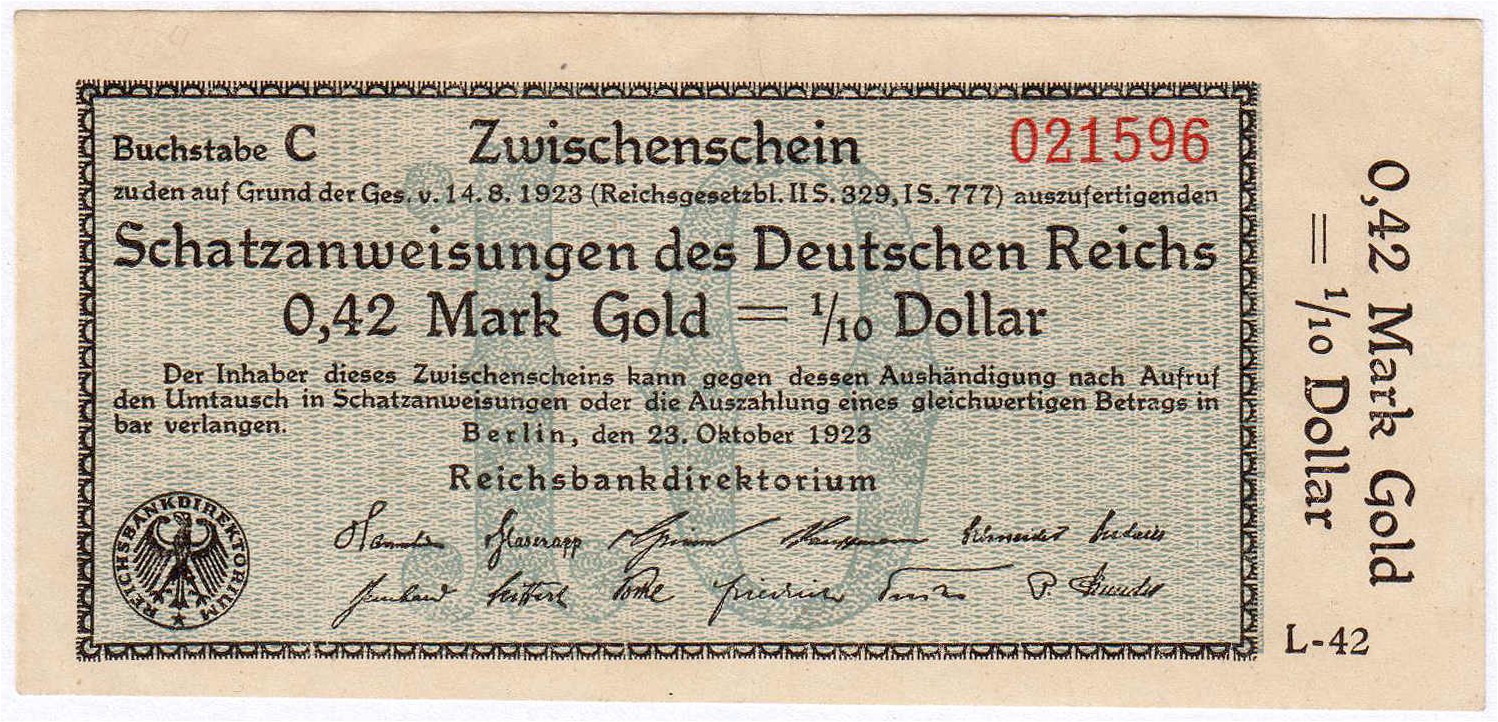 Buchstabe C Zwischenschein 021596
zu den auf Grund der Ges. v. 14.8. 1923 (Reichsgesetzbl. II S. 329, I S. 777) auszufertigenden
Schatzanweisungen des Deutschen Reichs
0,42 Mark Gold = 1/10 Dollar
Der Inhaber dieses Zwischenscheins kann gegen dessen Aushändigung nach Aufruf
den Umtausch in Schatzanweisungen oder die Auszahlung eines gleichwertigen Betrags in
bar verlangen.
Berlin, den 23. Oktober 1923
Reichsbankdirektorium
REICHSBANKDIREKTORIUM
Glasenapp
Friedrich
10
0,42 Mark Gold
= 1/10 Dollar
L-42